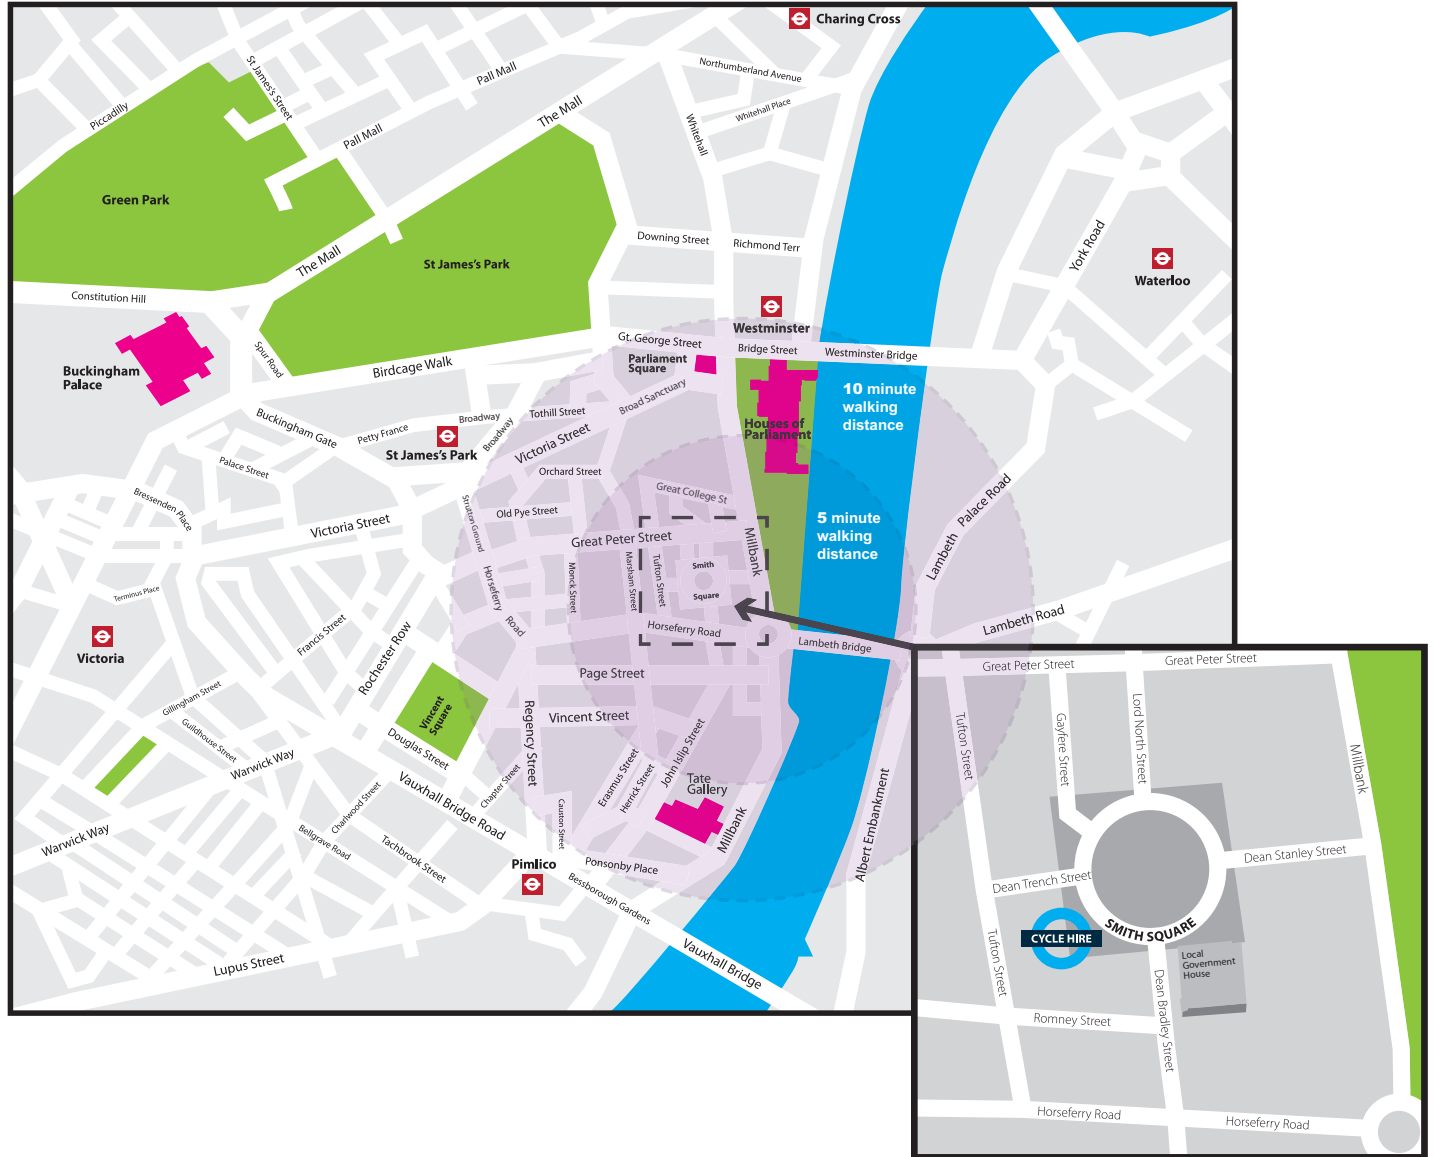 Charing Cross
St James's Street
Pall Mall
Northumberland Avenue
Piccadilly
The Mall
Whitehall Place
Whitehall
Pall Mall
Green Park
Downing Street
Richmond Terr
York Road
The Mall
St James's Park
Waterloo
Constitution Hill
Westminster
Gt. George Street
Bridge Street
Westminster Bridge
Spur Road
Parliament
Square
Birdcage Walk
Buckingham
Palace
10 minute
walking
distance
Broad Sanctuary
Tothill Street
Buckingham Gate
Broadway
Petty France
Broadway
Houses of
Parliament
Victoria Street
St James's Park
Palace Street
Orchard Street
Great College St
Bressenden Place
Strutton Ground
Old Pye Street
Palace Road
Victoria Street
5 minute
walking
distance
Great Peter Street
Millbank
Lambeth
Smith
Square
Monck Street
Marsham Street
Tufton Street
Horseferry
Road
Terminus Place
Lambeth Road
Francis Street
Horseferry Road
Lambeth Bridge
Victoria
Rochester Row
Page Street
Gillingham Street
Vincent
Square
Vincent Street
Guildhouse Street
Regency Street
Douglas Street
John Islip Street
Warwick Way
Erasmus Street
Herrick Street
Chapter Street
Tate
Gallery
Vauxhall Bridge Road
Charlwood Street
Causton Street
Millbank
Albert Embankment
Warwick Way
Bellgrave Road
Tachbrook Street
Pimlico
Ponsonby Place
Bessborough Gardens
Lupus Street
Vauxhall Bridge
Great Peter Street
Great Peter Street
Tufton Street
Gayfere Street
Lord North Street
Millbank
Dean Stanley Street
Dean Trench Street
SMITH SQUARE
CYCLE HIRE
Tufton Street
Local
Government
House
Dean Bradley Street
Romney Street
Horseferry Road
Horseferry Road